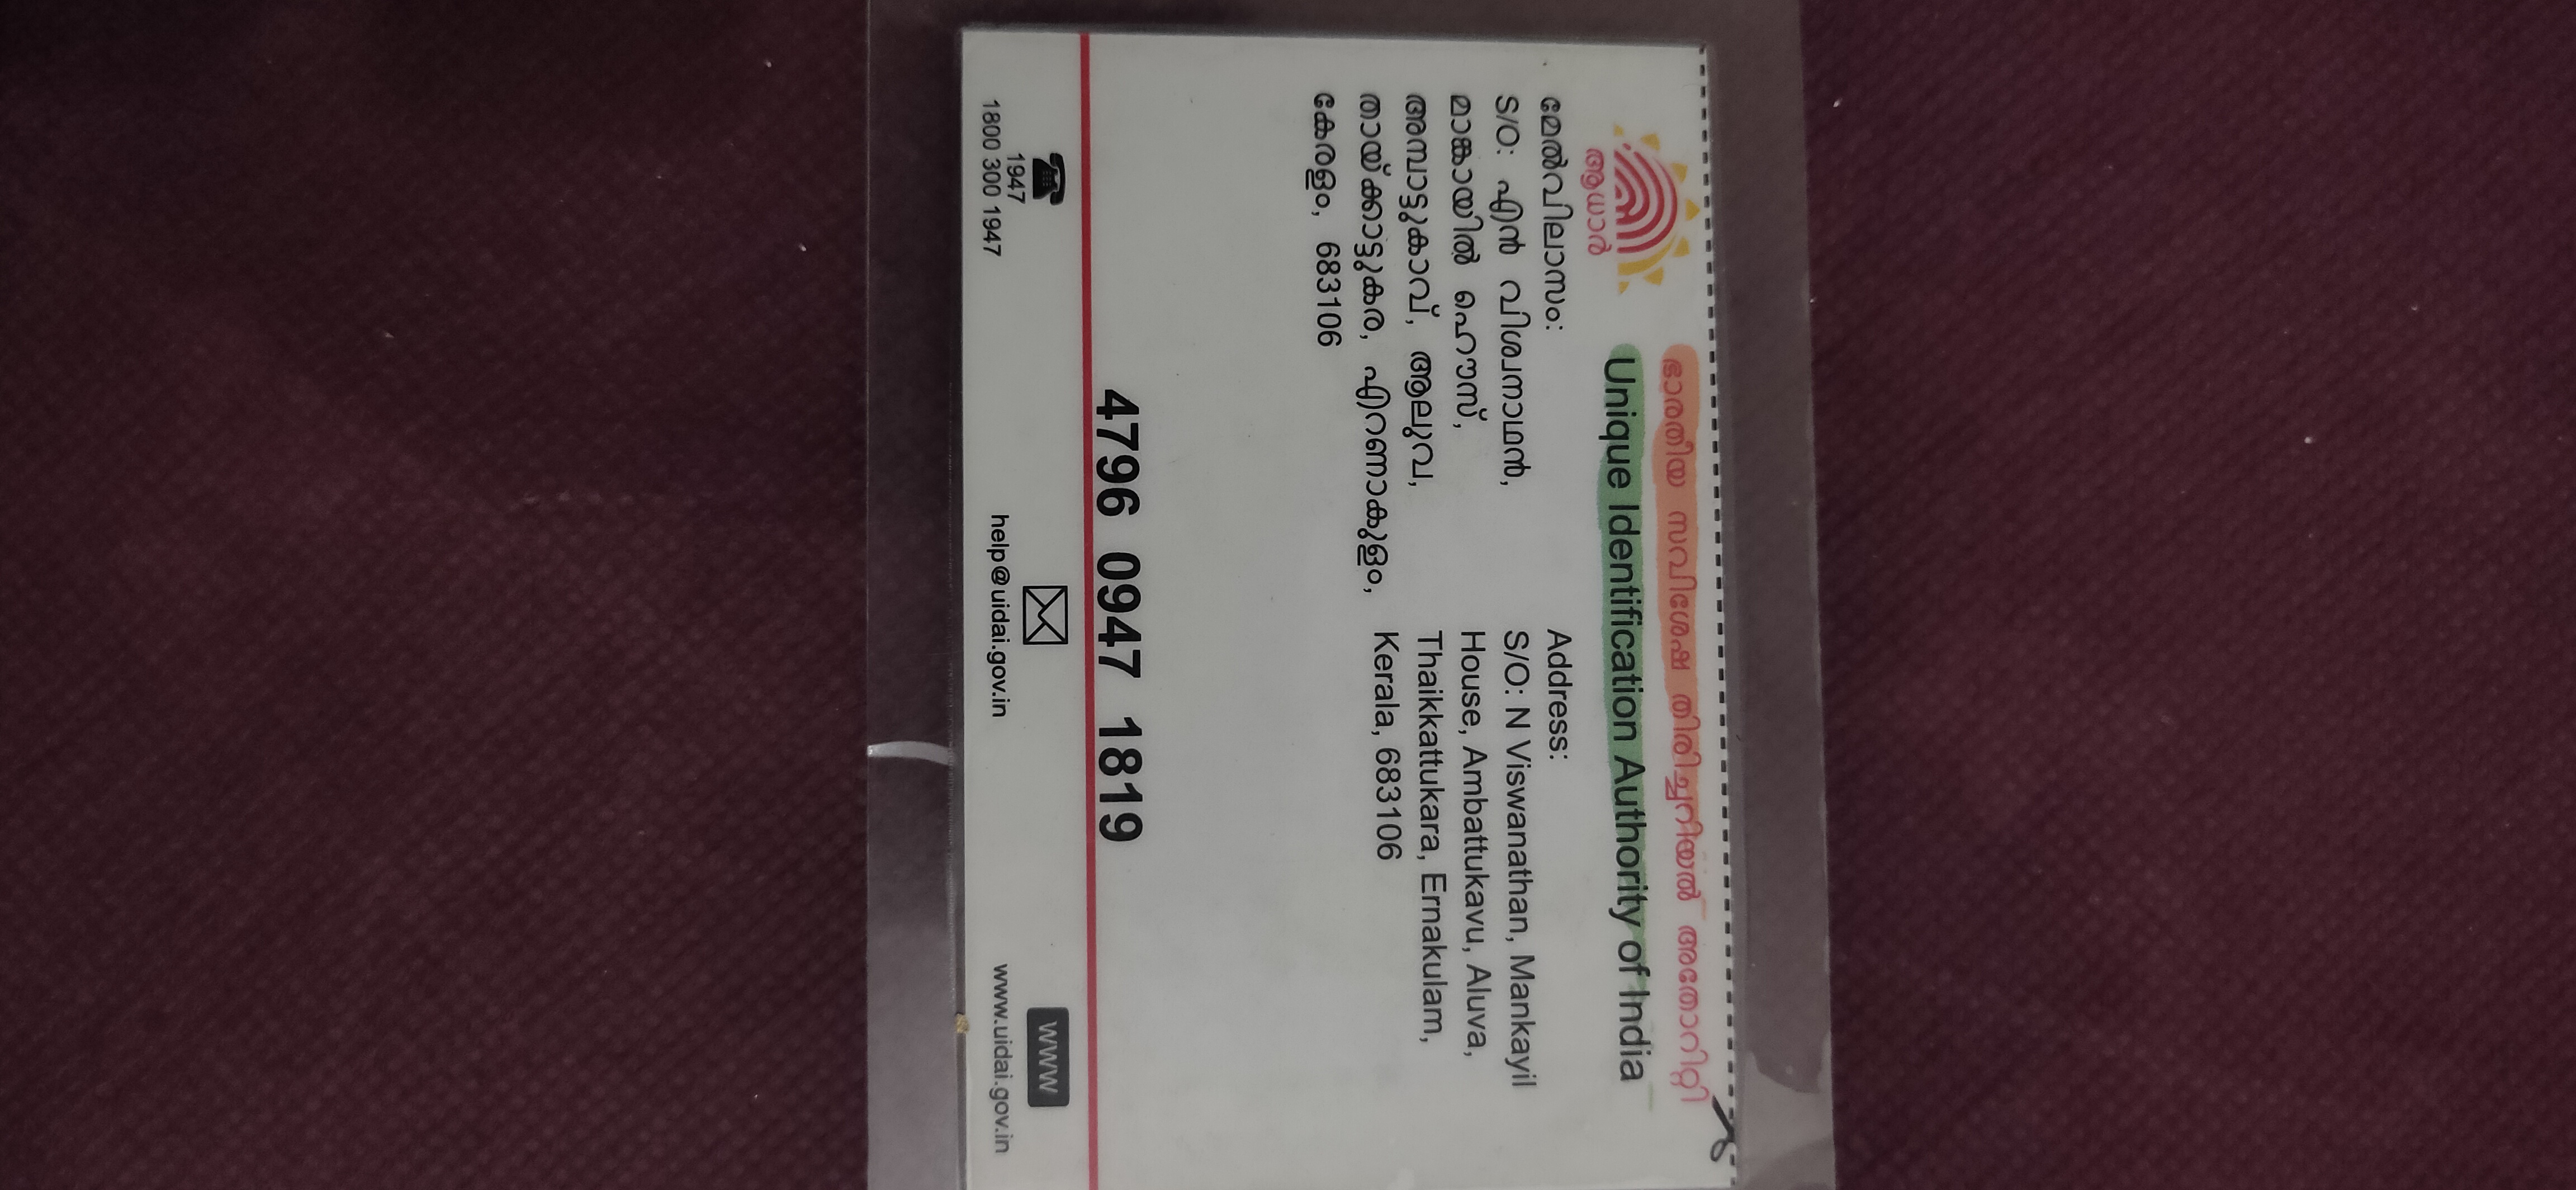 ഭാരതീയ സവിശേഷ തിരിച്ചറിയൽ അതോറിറ്റി
Unique Identification Authority of India
ആധാർ
മേൽവിലാസം:
S/O: എൻ വിശ്വനാഥൻ,
മാങ്കായിൽ ഹൌസ്,
അമ്പാട്ടുകാവ്, ആലുവ,
തായ്ക്കാട്ടുകര, എറണാകുളം,
കേരളം, 683106
Address:
S/O: N Viswanathan, Mankayil
House, Ambattukavu, Aluva,
Thaikkattukara, Ernakulam,
Kerala, 683106
4796 0947 1819
1947
1800 300 1947
help@uidai.gov.in
WWW
www.uidai.gov.in